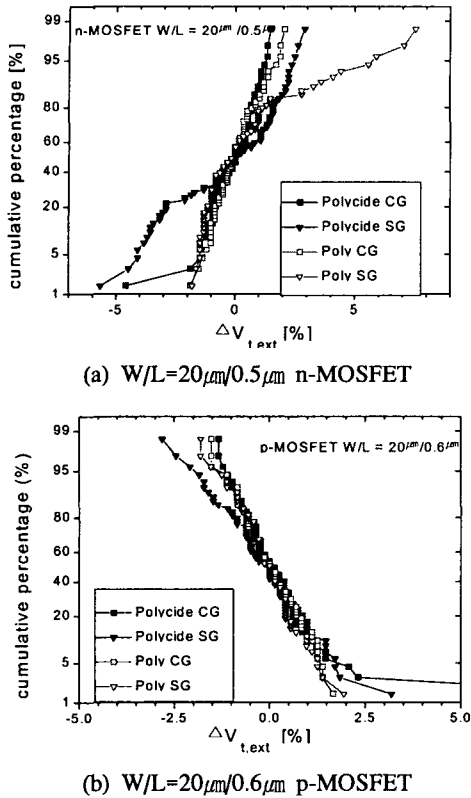 n-MOSFET W/L = 20μm/0.5μm
cumulative percentage [%]
99
95
80
60
40
20
5
1
Polycide CG
Polycide SG
Poly CG
Poly SG
-5 0 5
ΔVt,ext [%]
(a) W/L=20μm/0.5μm n-MOSFET
p-MOSFET W/L = 20μm/0.6μm
cumulative percentage (%)
99
95
80
60
40
20
5
1
Polycide CG
Polycide SG
Poly CG
Poly SG
-5.0 -2.5 0.0 2.5 5.0
ΔVt,ext [%]
(b) W/L=20μm/0.6μm p-MOSFET